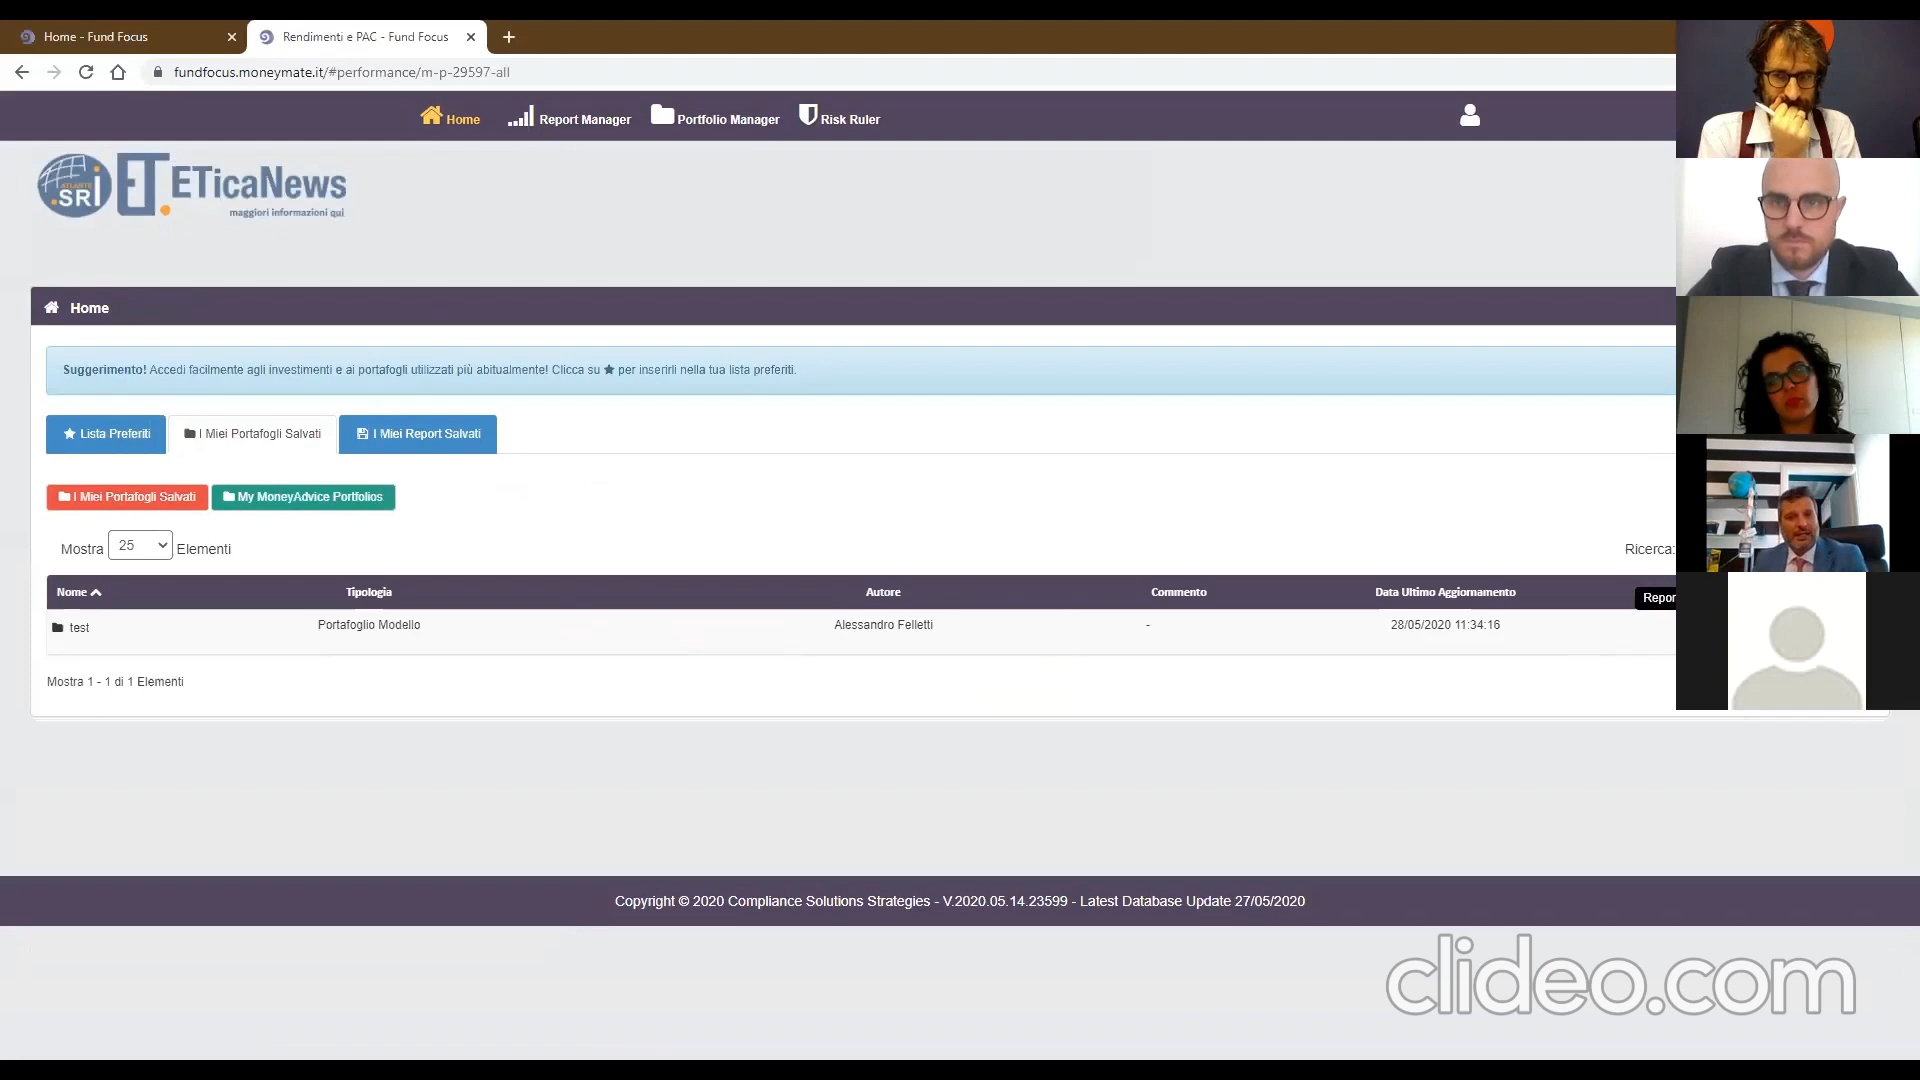 Home - Fund Focus
Rendimenti e PAC - Fund Focus
fundfocus.moneymate.it/#performance/m-p-29597-all
Home Report Manager Portfolio Manager Risk Ruler
ATLANTE
.SRI ET. ETicaNews
maggiori informazioni qui
Home
Suggerimento! Accedi facilmente agli investimenti e ai portafogli utilizzati più abitualmente! Clicca su ★ per inserirli nella tua lista preferiti.
Lista Preferiti I Miei Portafogli Salvati I Miei Report Salvati
I Miei Portafogli Salvati My MoneyAdvice Portfolios
Mostra 25 Elementi Ricerca:
Nome Tipologia Autore Commento Data Ultimo Aggiornamento
Repor
test Portafoglio Modello Alessandro Felletti - 28/05/2020 11:34:16
Mostra 1 - 1 di 1 Elementi
Copyright © 2020 Compliance Solutions Strategies - V.2020.05.14.23599 - Latest Database Update 27/05/2020
clideo.com